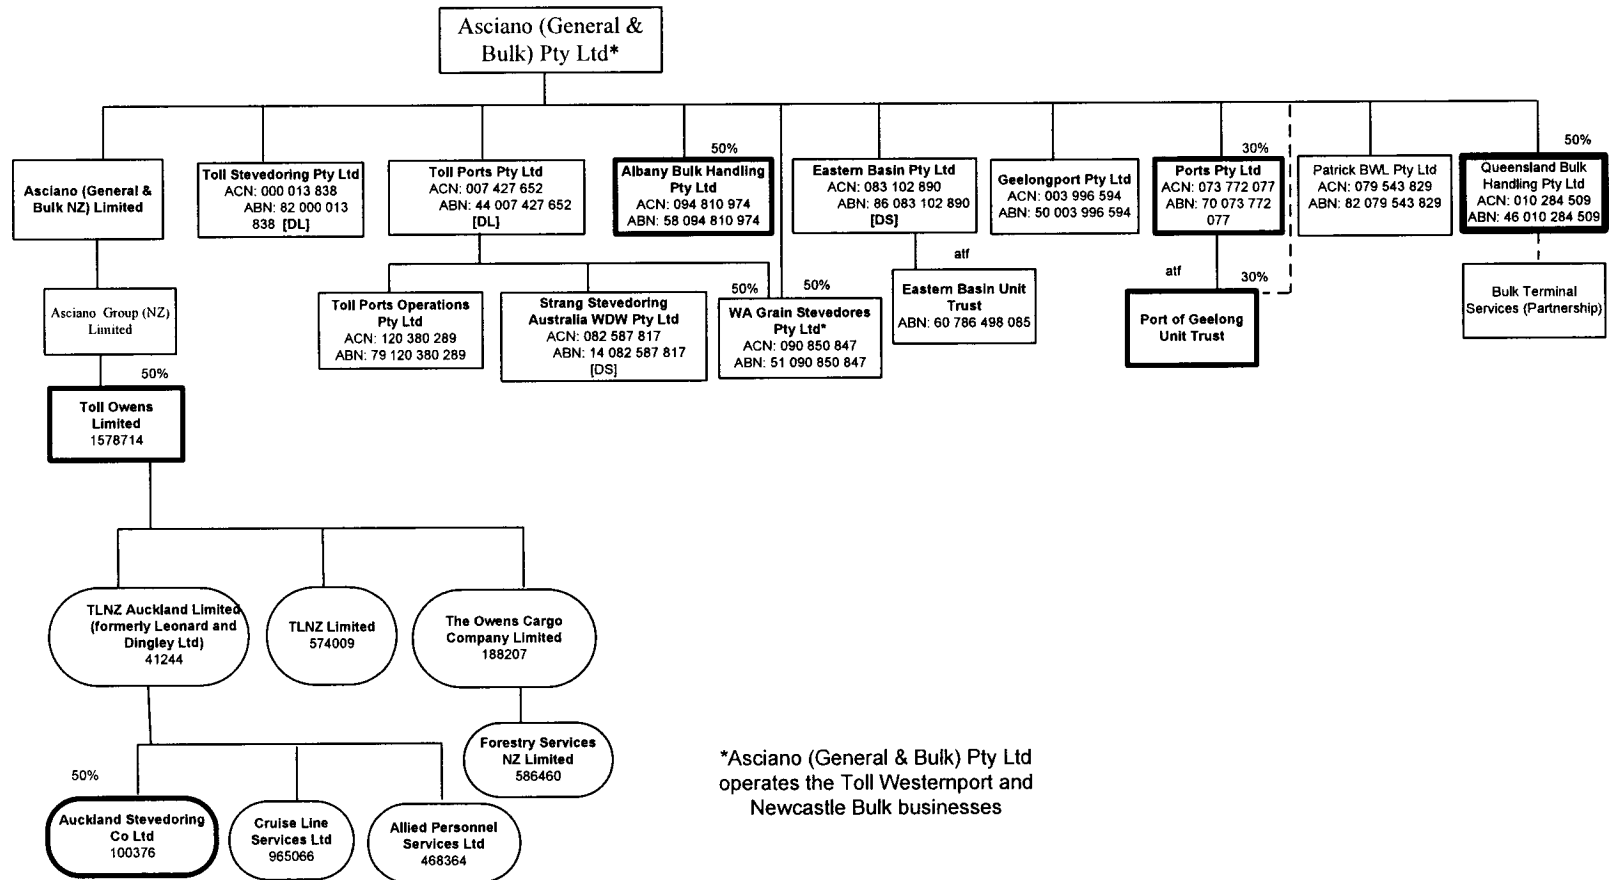 Asciano (General &
Bulk) Pty Ltd*
Asciano (General &
Bulk NZ) Limited
Toll Stevedoring Pty Ltd
ACN: 000 013 838
ABN: 82 000 013
838 [DL]
Toll Ports Pty Ltd
ACN: 007 427 652
ABN: 44 007 427 652
[DL]
50%
Albany Bulk Handling
Pty Ltd
ACN: 094 810 974
ABN: 58 094 810 974
Eastern Basin Pty Ltd
ACN: 083 102 890
ABN: 86 083 102 890
[DS]
Geelongport Pty Ltd
ACN: 003 996 594
ABN: 50 003 996 594
30%
Ports Pty Ltd
ACN: 073 772 077
ABN: 70 073 772
077
Patrick BWL Pty Ltd
ACN: 079 543 829
ABN: 82 079 543 829
50%
Queensland Bulk
Handling Pty Ltd
ACN: 010 284 509
ABN: 46 010 284 509
Asciano Group (NZ)
Limited
Toll Ports Operations
Pty Ltd
ACN: 120 380 289
ABN: 79 120 380 289
Strang Stevedoring
Australia WDW Pty Ltd
ACN: 082 587 817
ABN: 14 082 587 817
[DS]
50%
50%
WA Grain Stevedores
Pty Ltd*
ACN: 090 850 847
ABN: 51 090 850 847
atf
Eastern Basin Unit
Trust
ABN: 60 786 498 085
atf
30%
Port of Geelong
Unit Trust
Bulk Terminal
Services (Partnership)
50%
Toll Owens
Limited
1578714
TLNZ Auckland Limited
(formerly Leonard and
Dingley Ltd)
41244
TLNZ Limited
574009
The Owens Cargo
Company Limited
188207
Forestry Services
NZ Limited
586460
50%
Auckland Stevedoring
Co Ltd
100376
Cruise Line
Services Ltd
965066
Allied Personnel
Services Ltd
468364
*Asciano (General & Bulk) Pty Ltd
operates the Toll Westernport and
Newcastle Bulk businesses